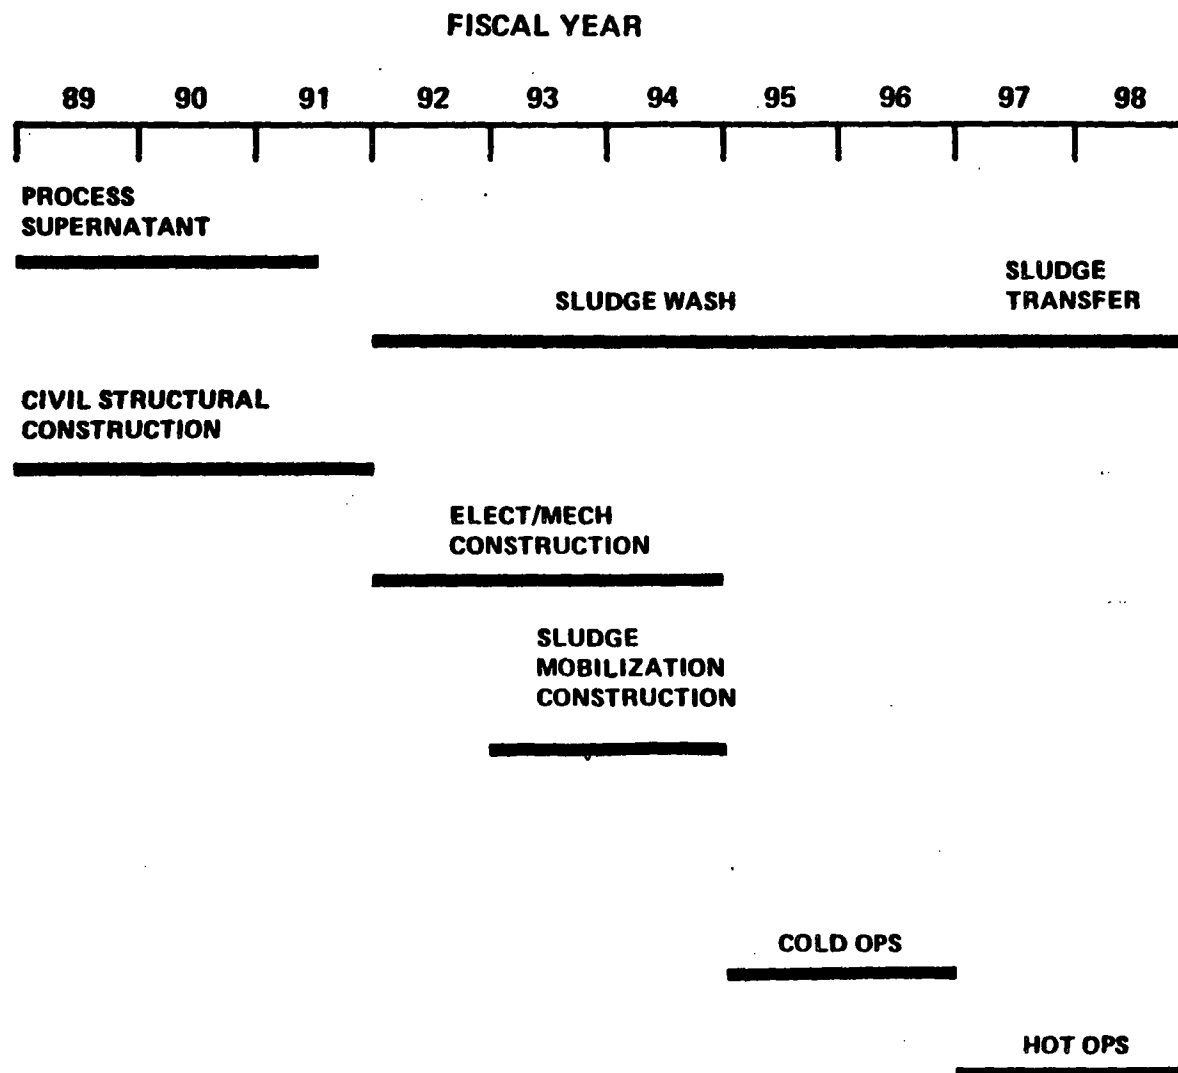 FISCAL YEAR
89 90 91 92 93 94 95 96 97 98
PROCESS
SUPERNATANT
SLUDGE WASH
SLUDGE
TRANSFER
CIVIL STRUCTURAL
CONSTRUCTION
ELECT/MECH
CONSTRUCTION
SLUDGE
MOBILIZATION
CONSTRUCTION
COLD OPS
HOT OPS